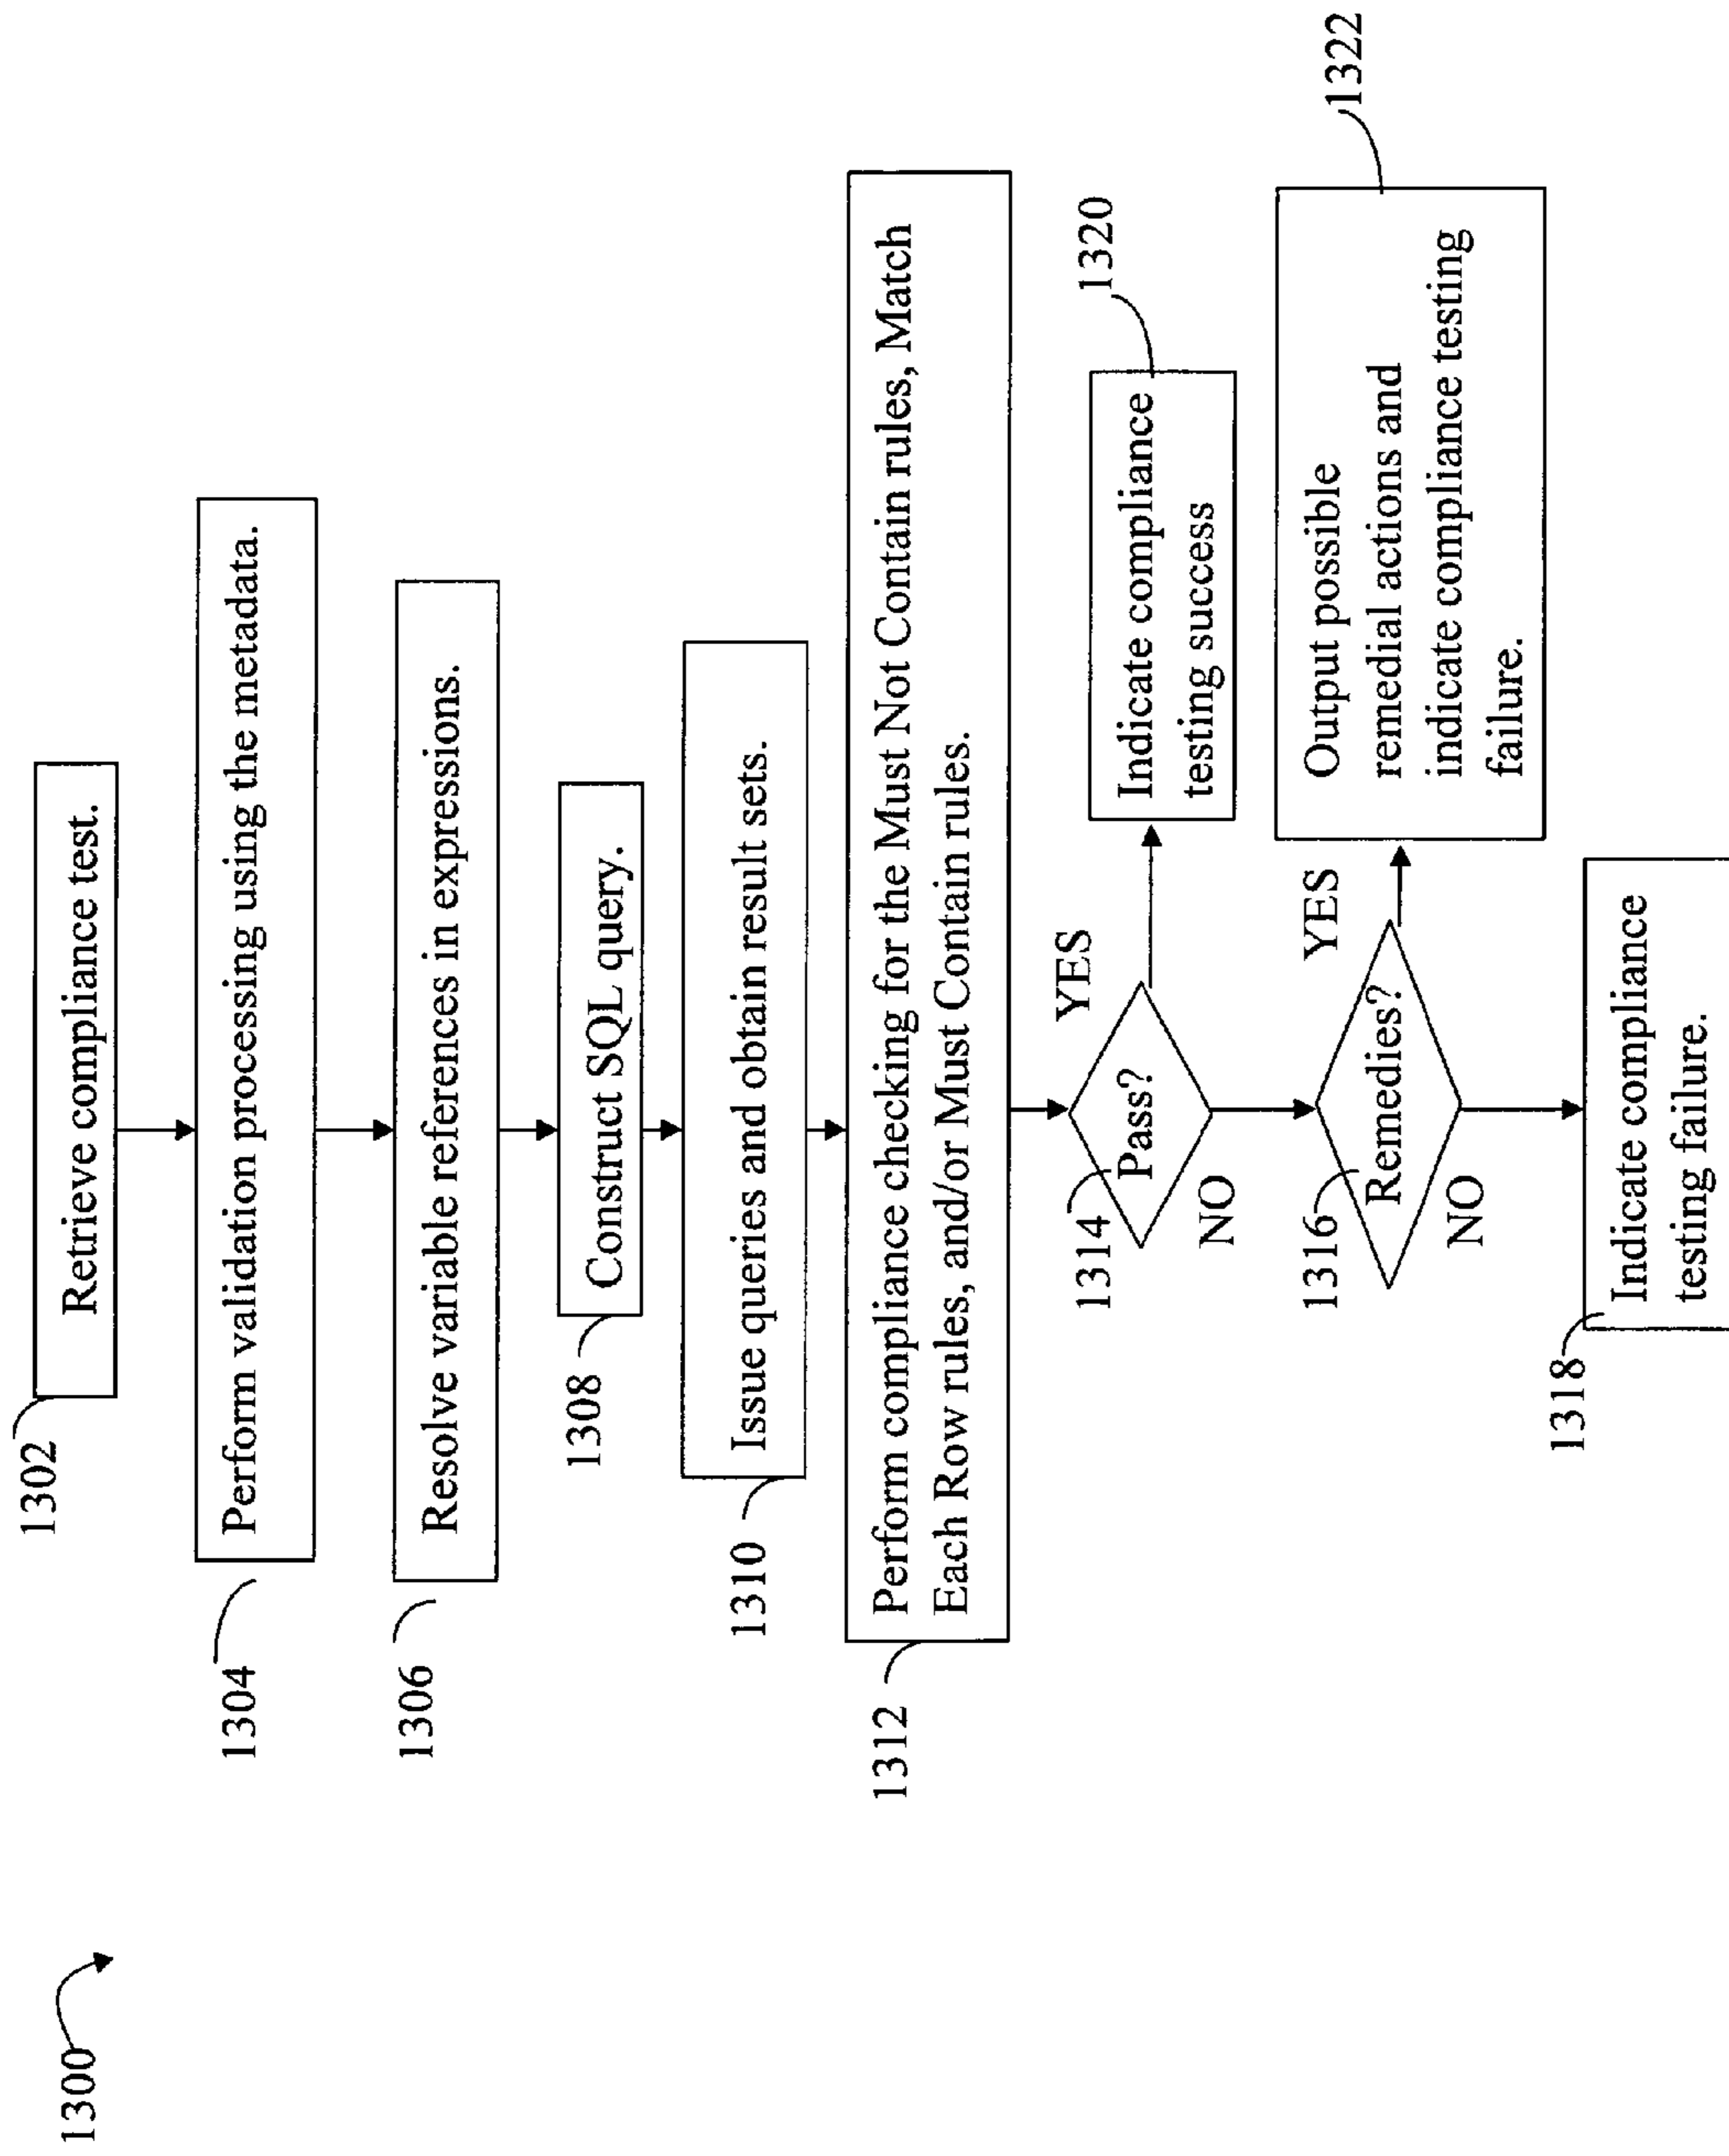 1300
1302
Retrieve compliance test.
1304
Perform validation processing using the metadata.
1306
Resolve variable references in expressions.
1308
Construct SQL query.
1310
Issue queries and obtain result sets.
1312
Perform compliance checking for the Must Not Contain rules, Match
Each Row rules, and/or Must Contain rules.
1314
Pass?
YES
NO
1320
Indicate compliance
testing success
1316
Remedies?
YES
NO
1322
Output possible
remedial actions and
indicate compliance testing
failure.
1318
Indicate compliance
testing failure.